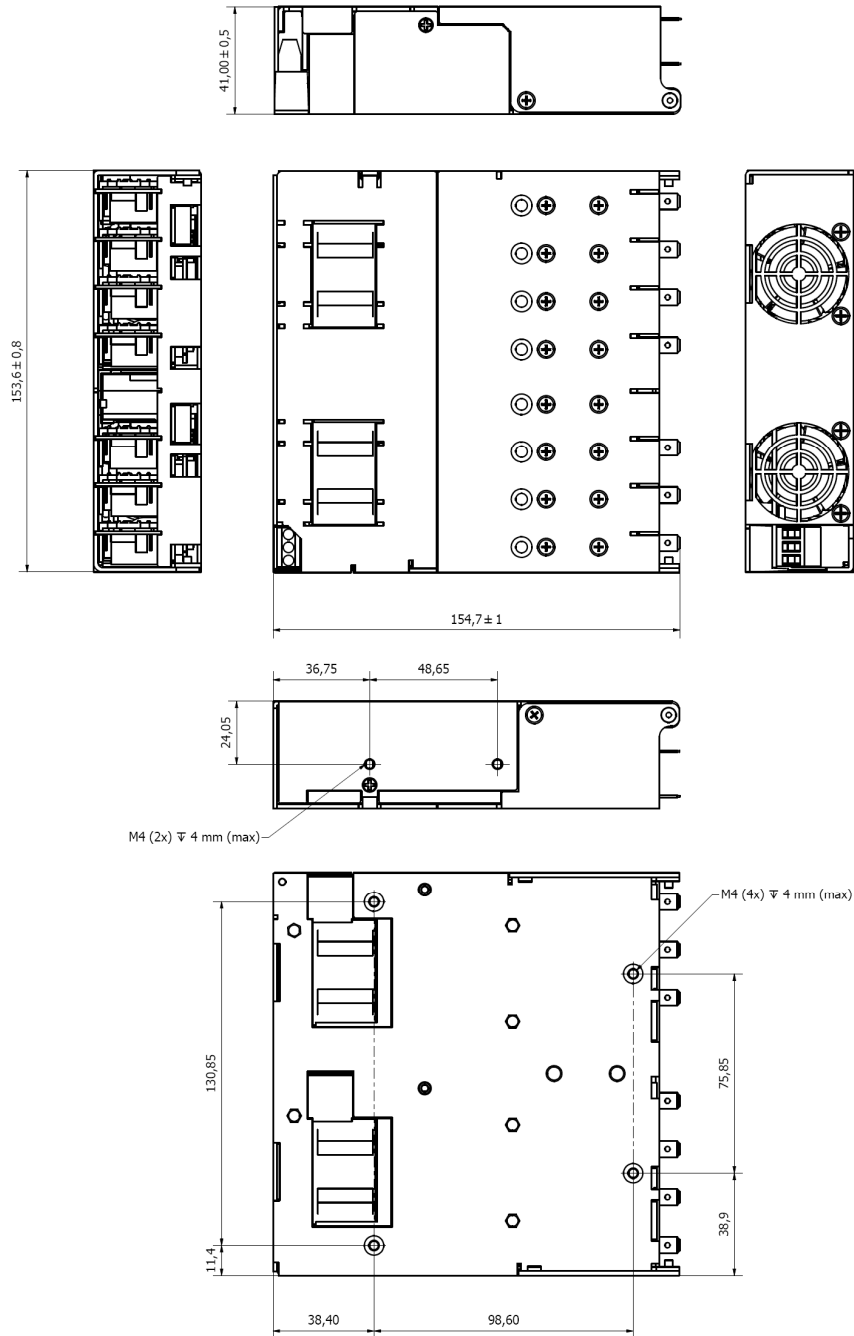 41,00 ± 0,5
153,6 ± 0,8
154,7 ± 1
36,75
48,65
24,05
M4 (2x) ↧ 4 mm (max)
M4 (4x) ↧ 4 mm (max)
130,85
75,85
38,9
11,4
38,40
98,60